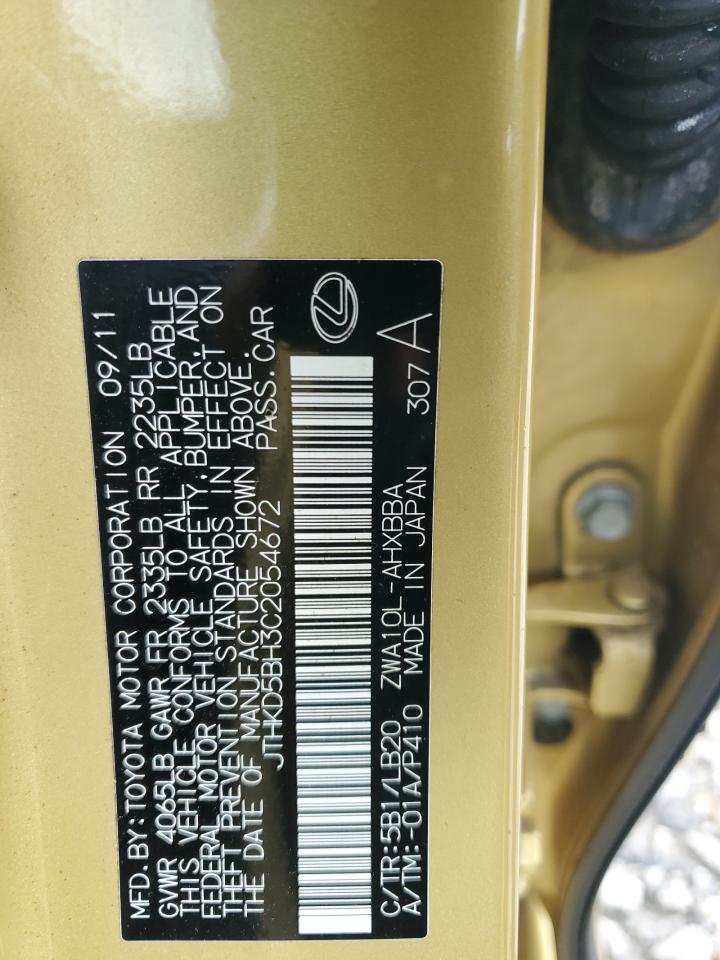 MFD. BY: TOYOTA MOTOR CORPORATION 09/11
GVWR 4065LB GAWR FR 2335LB RR 2235LB
THIS VEHICLE CONFORMS TO ALL APPLICABLE
FEDERAL MOTOR VEHICLE SAFETY, BUMPER, AND
THEFT PREVENTION STANDARDS IN EFFECT ON
THE DATE OF MANUFACTURE SHOWN ABOVE.
JTHKD5BH3C2054672 PASS. CAR
C/TR: 5B1/LB20 ZWA10L-AHXBBA 307 A
A/TM: -01A/P410 MADE IN JAPAN